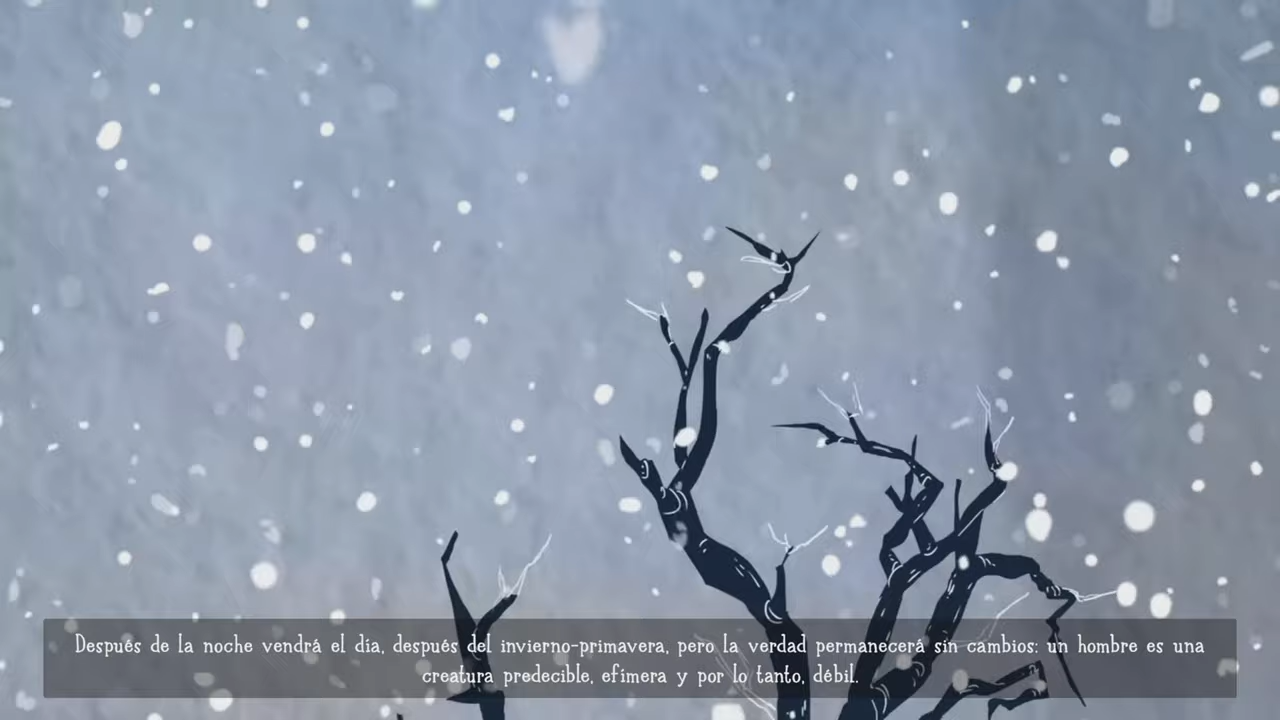 Después de la noche vendrá el día, después del invierno-primavera, pero la verdad permanecerá sin cambios: un hombre es una
creatura predecible, efímera y por lo tanto, débil.